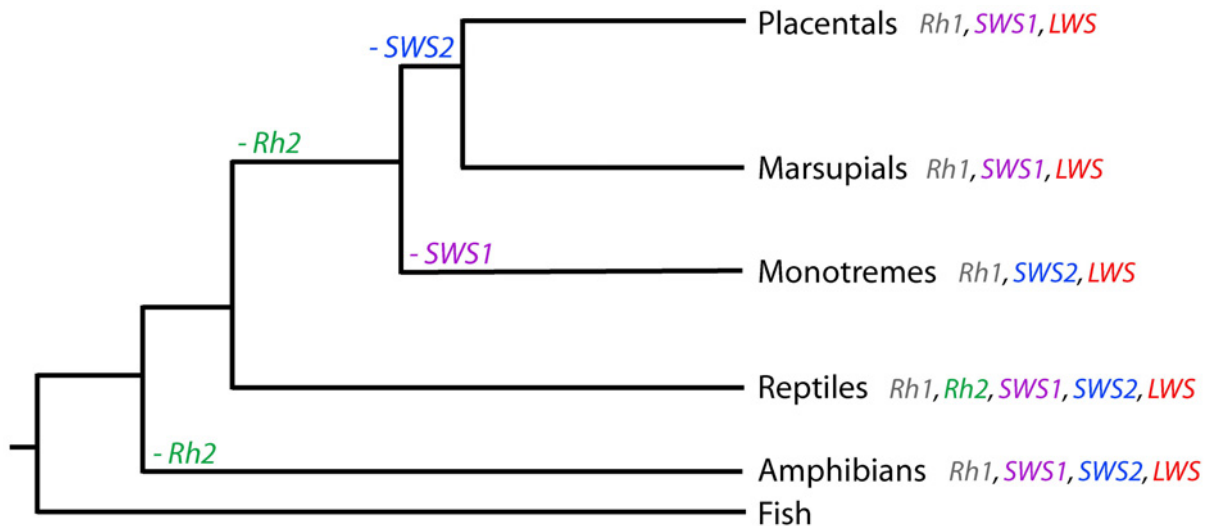 Placentals Rh1, SWS1, LWS
- SWS2
- Rh2
Marsupials Rh1, SWS1, LWS
- SWS1
Monotremes Rh1, SWS2, LWS
Reptiles Rh1, Rh2, SWS1, SWS2, LWS
- Rh2
Amphibians Rh1, SWS1, SWS2, LWS
Fish